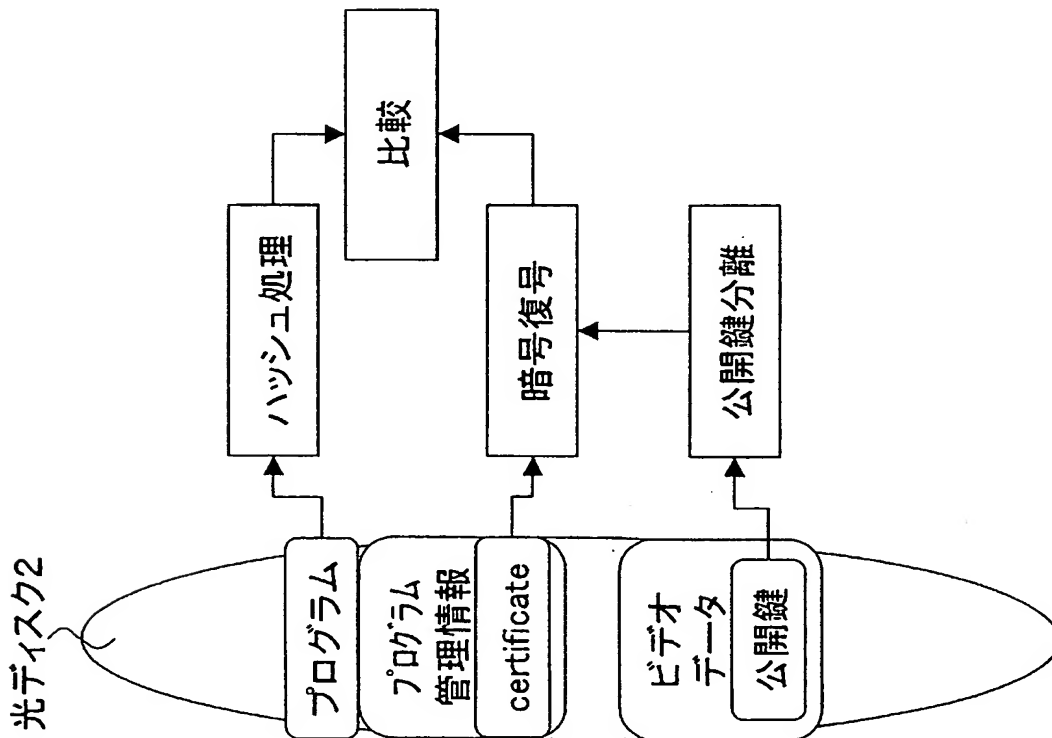 光ディスク2
プログラム
プログラム
管理情報
certificate
ビデオ
データ
公開鍵
ハッシュ処理
暗号復号
公開鍵分離
比較